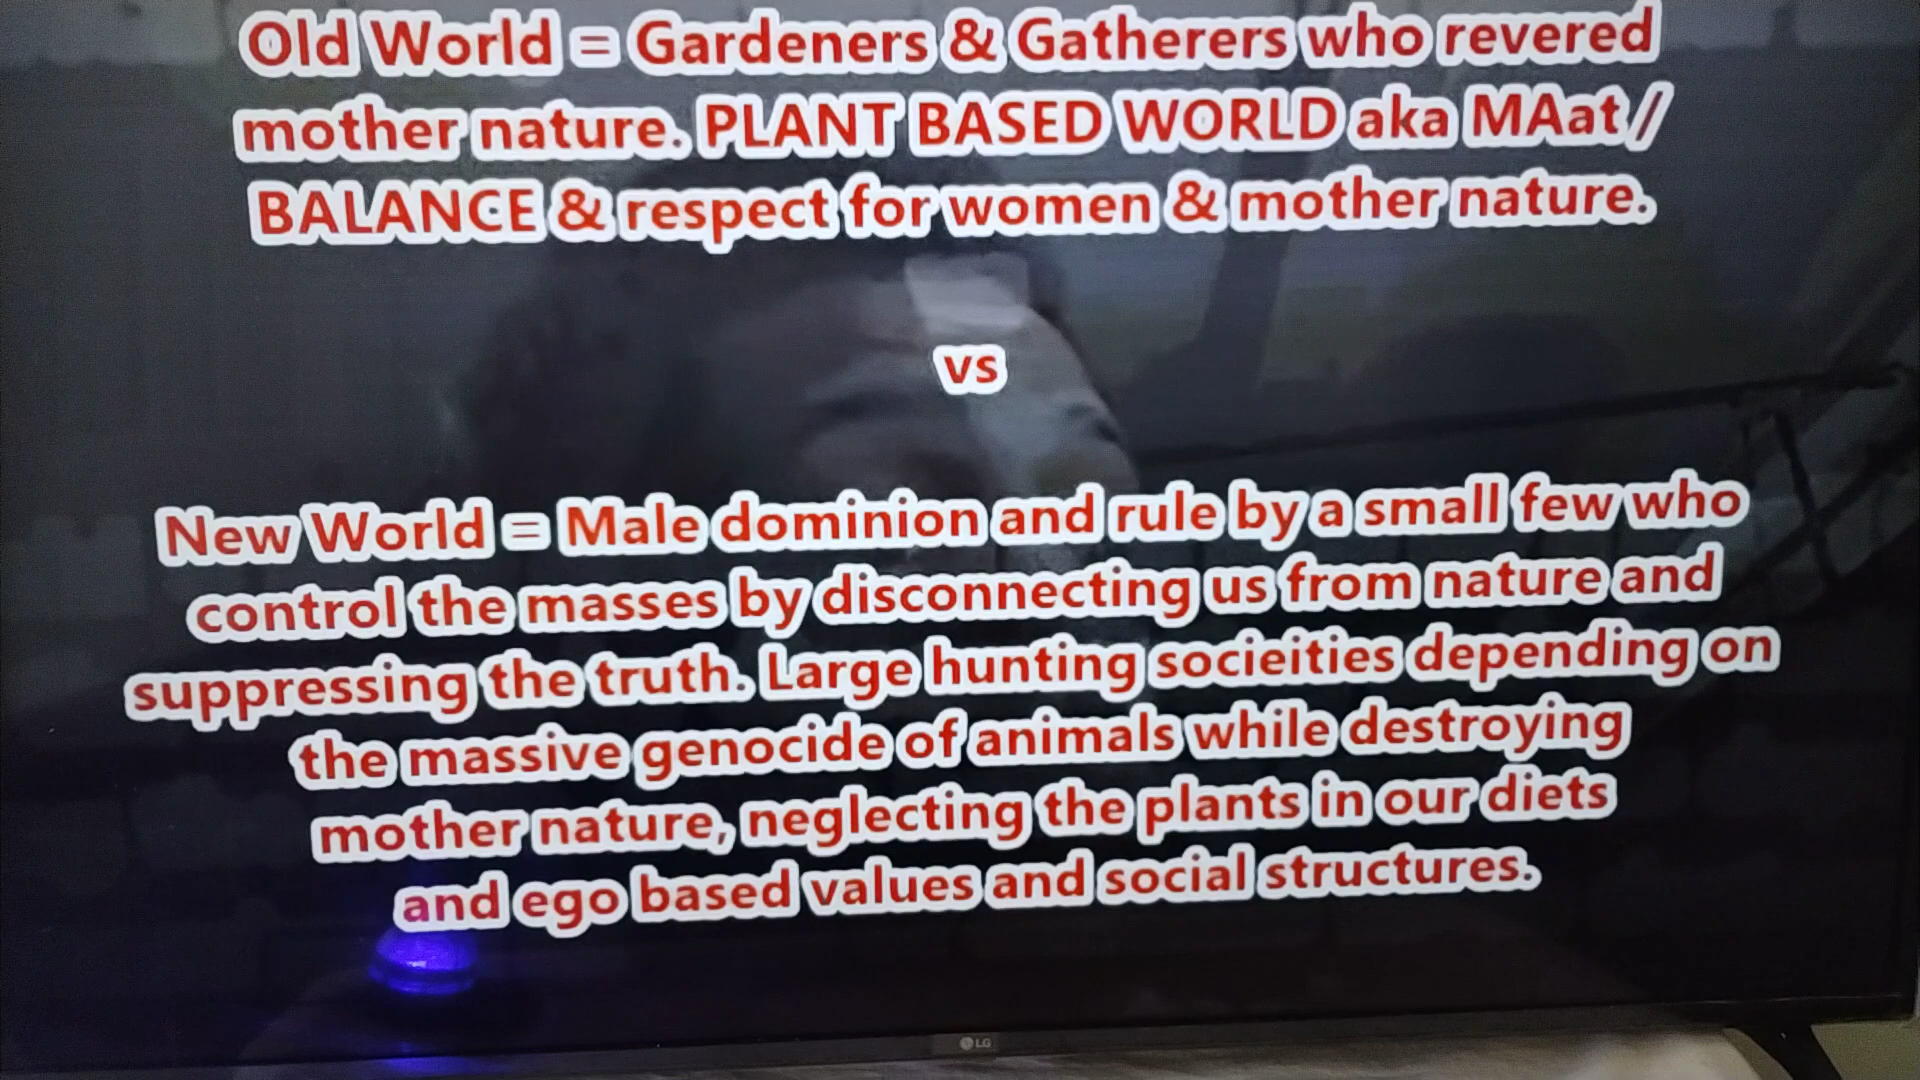 Old World = Gardeners & Gatherers who revered
mother nature. PLANT BASED WORLD aka MAat /
BALANCE & respect for women & mother nature.
vs
New World = Male dominion and rule by a small few who
control the masses by disconnecting us from nature and
suppressing the truth. Large hunting socieities depending on
the massive genocide of animals while destroying
mother nature, neglecting the plants in our diets
and ego based values and social structures.
LG